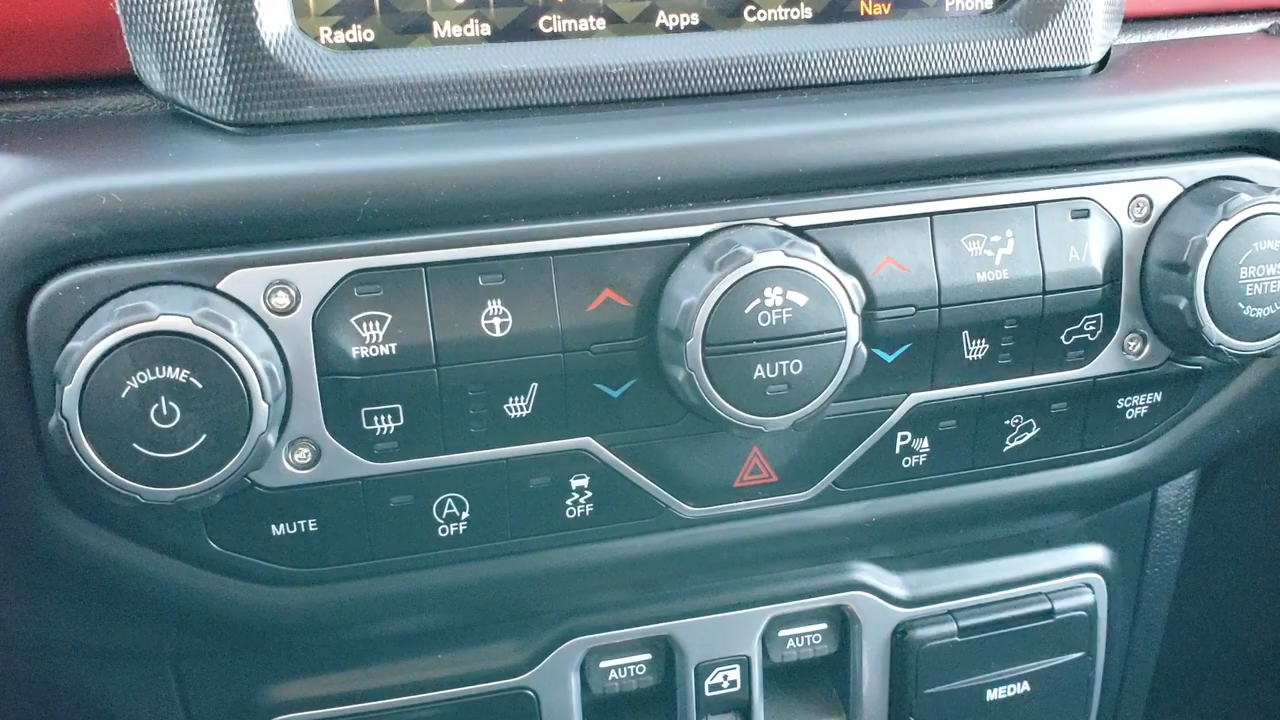 Radio
Media
Climate
Apps
Controls
Nav
Phone
VOLUME
FRONT
OFF
AUTO
MODE
A/
TUNE
BROWS
ENTER
SCROLL
MUTE
A
OFF
OFF
P
OFF
SCREEN
OFF
AUTO
AUTO
MEDIA